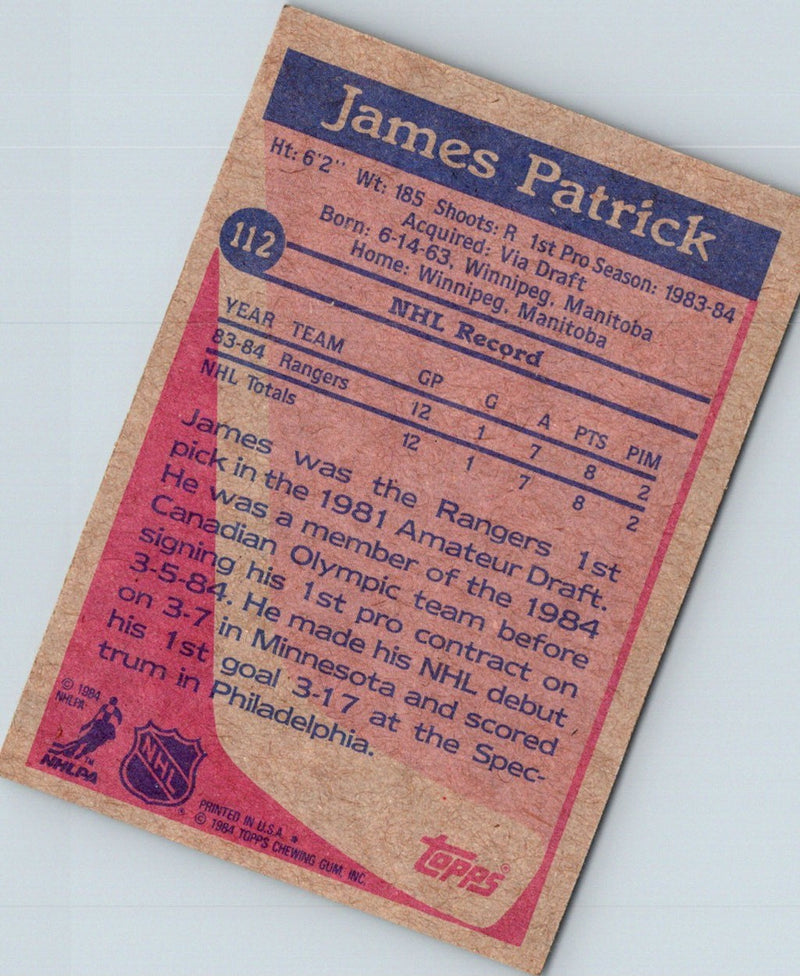 James Patrick
Ht: 6'2" Wt: 185 Shoots: R 1st Pro Season: 1983-84
Acquired: Via Draft
Born: 6-14-63, Winnipeg, Manitoba
Home: Winnipeg, Manitoba
112
NHL Record
YEAR TEAM GP G A PTS PIM
83-84 Rangers 12 1 7 8 2
NHL Totals 12 1 7 8 2
James was the Rangers 1st
pick in the 1981 Amateur Draft.
He was a member of the 1984
Canadian Olympic team before
signing his 1st pro contract on
3-5-84. He made his NHL debut
on 3-7 in Minnesota and scored
his 1st goal 3-17 at the Spec-
trum in Philadelphia.
© 1984
NHLPA
TM
NHLPA
NHL
PRINTED IN U.S.A.
© 1984 TOPPS CHEWING GUM, INC.
TOPPS®